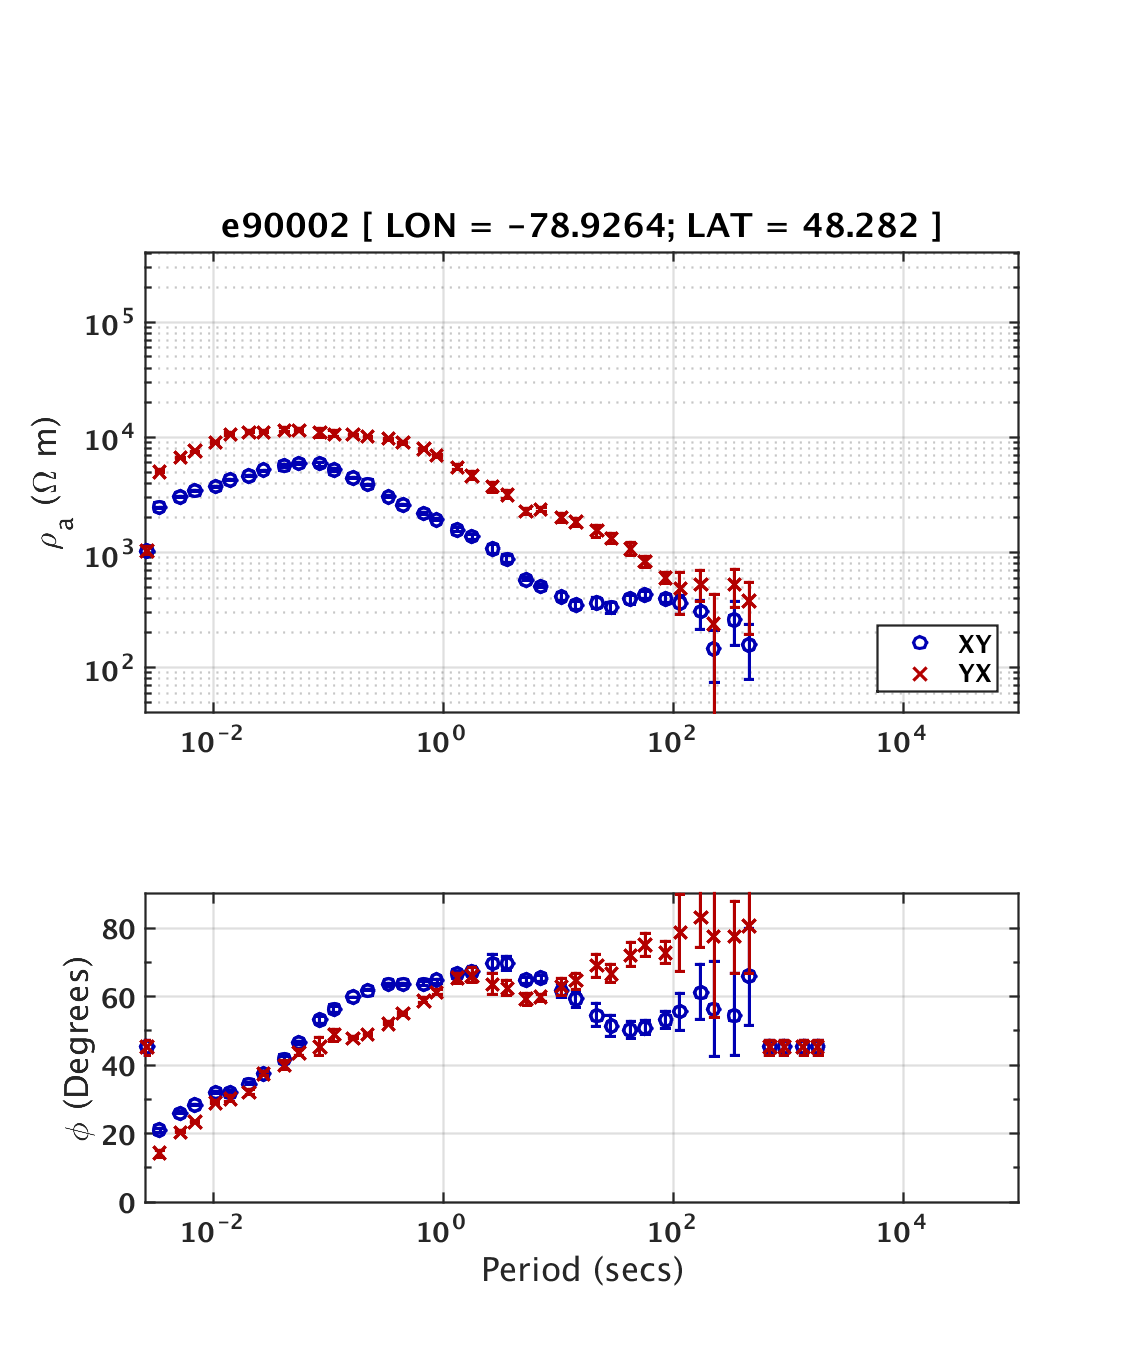 e90002 [ LON = -78.9264; LAT = 48.282 ]
10^5
10^4
10^3
10^2
ρ_a (Ω m)
XY
YX
10^-2 10^0 10^2 10^4
80
60
40
20
0
ϕ (Degrees)
10^-2 10^0 10^2 10^4
Period (secs)